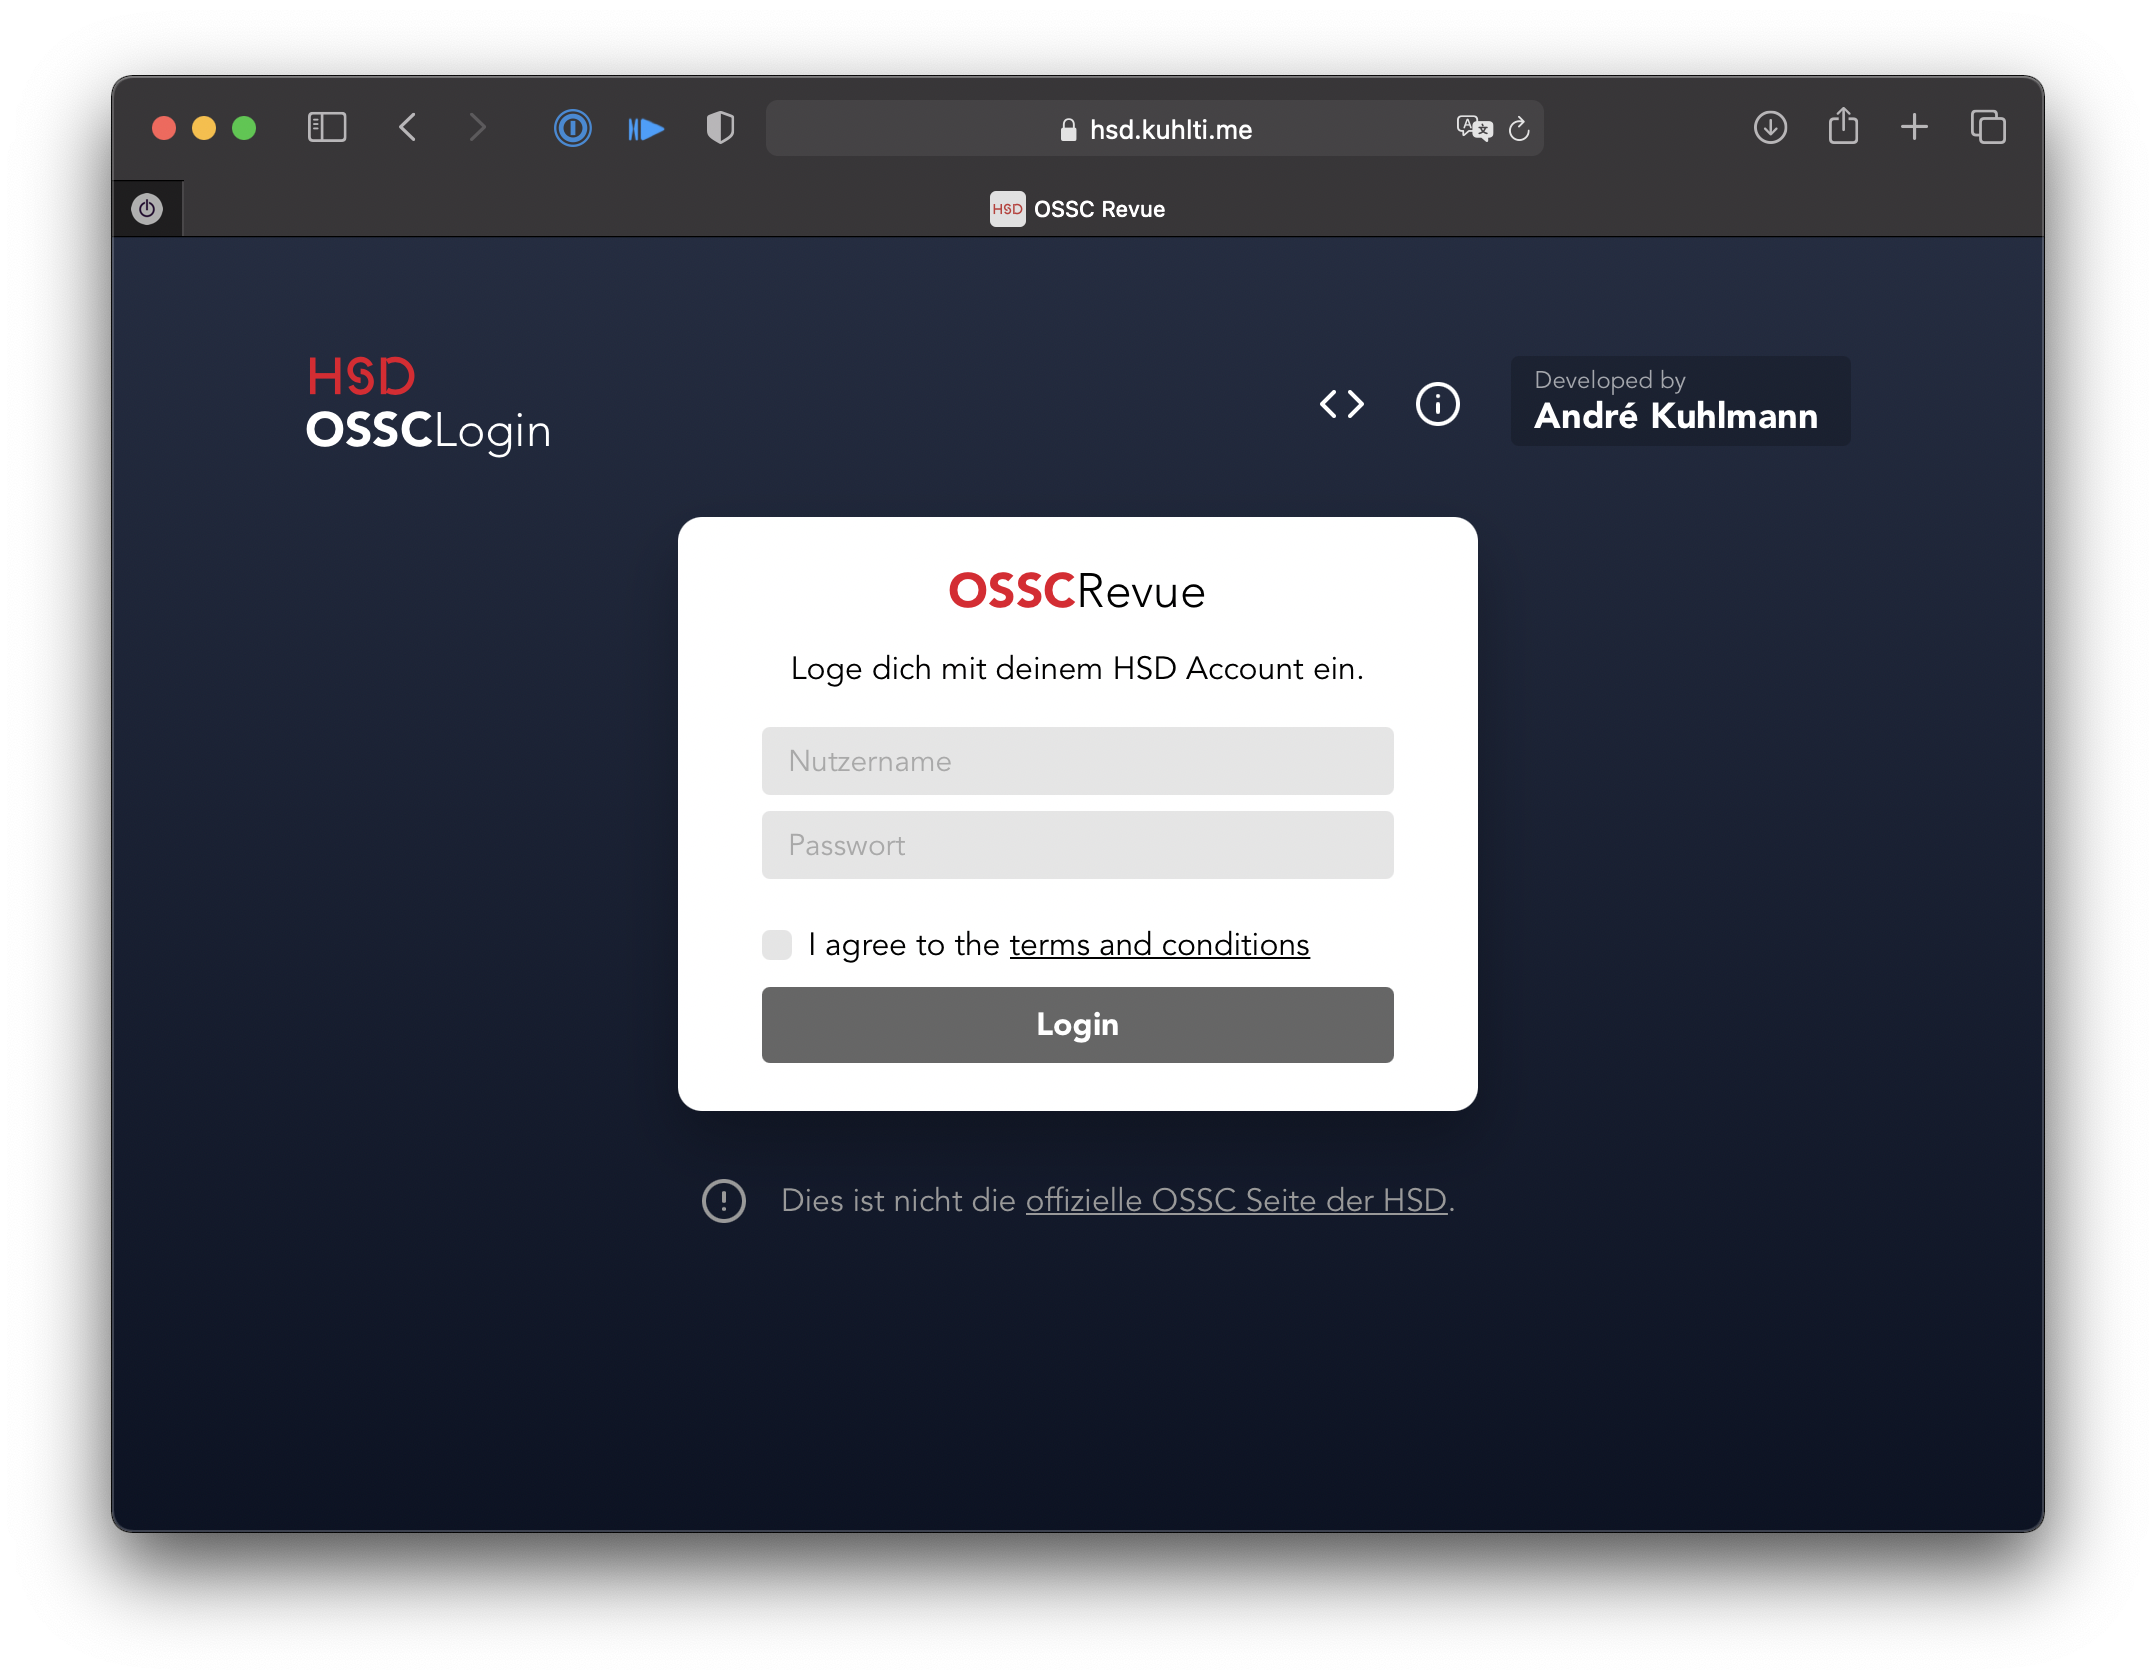 hsd.kuhlti.me
HSD OSSC Revue
HSD
OSSCLogin
Developed by
André Kuhlmann
OSSCRevue
Loge dich mit deinem HSD Account ein.
Nutzername
Passwort
I agree to the terms and conditions
Login
Dies ist nicht die offizielle OSSC Seite der HSD.